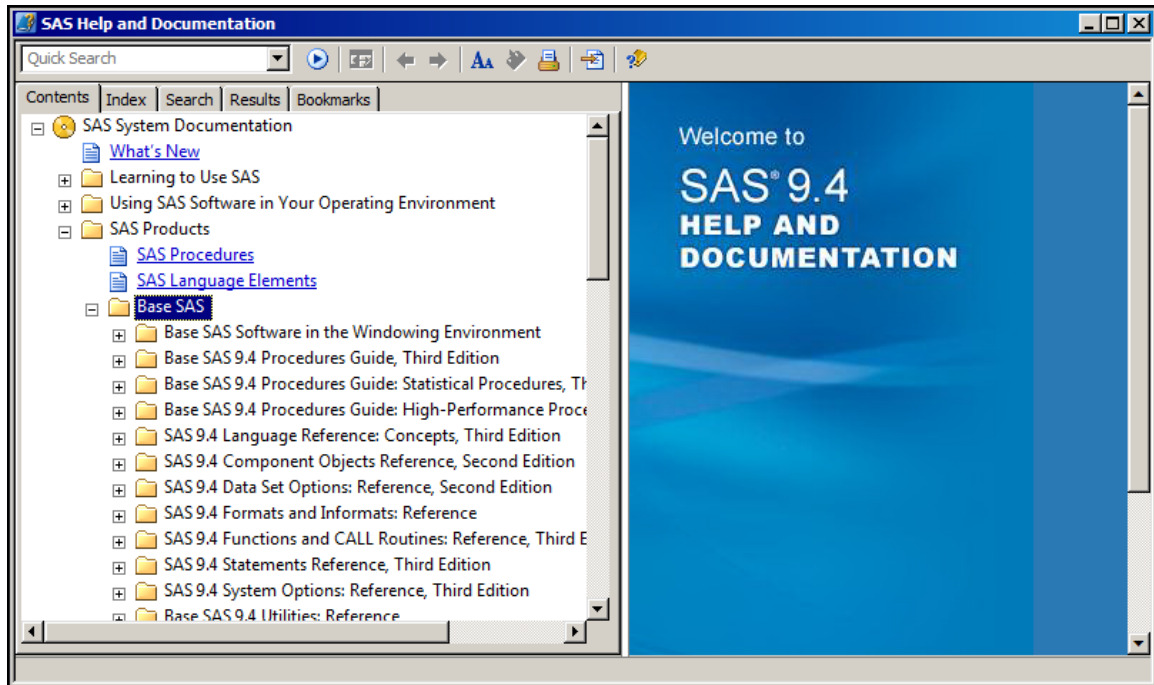 SAS Help and Documentation
Quick Search
Contents Index Search Results Bookmarks
SAS System Documentation
What's New
Learning to Use SAS
Using SAS Software in Your Operating Environment
SAS Products
SAS Procedures
SAS Language Elements
Base SAS
Base SAS Software in the Windowing Environment
Base SAS 9.4 Procedures Guide, Third Edition
Base SAS 9.4 Procedures Guide: Statistical Procedures, Th
Base SAS 9.4 Procedures Guide: High-Performance Proce
SAS 9.4 Language Reference: Concepts, Third Edition
SAS 9.4 Component Objects Reference, Second Edition
SAS 9.4 Data Set Options: Reference, Second Edition
SAS 9.4 Formats and Informats: Reference
SAS 9.4 Functions and CALL Routines: Reference, Third E
SAS 9.4 Statements Reference, Third Edition
SAS 9.4 System Options: Reference, Third Edition
Base SAS 9.4 Utilities: Reference
Welcome to
SAS® 9.4
HELP AND
DOCUMENTATION